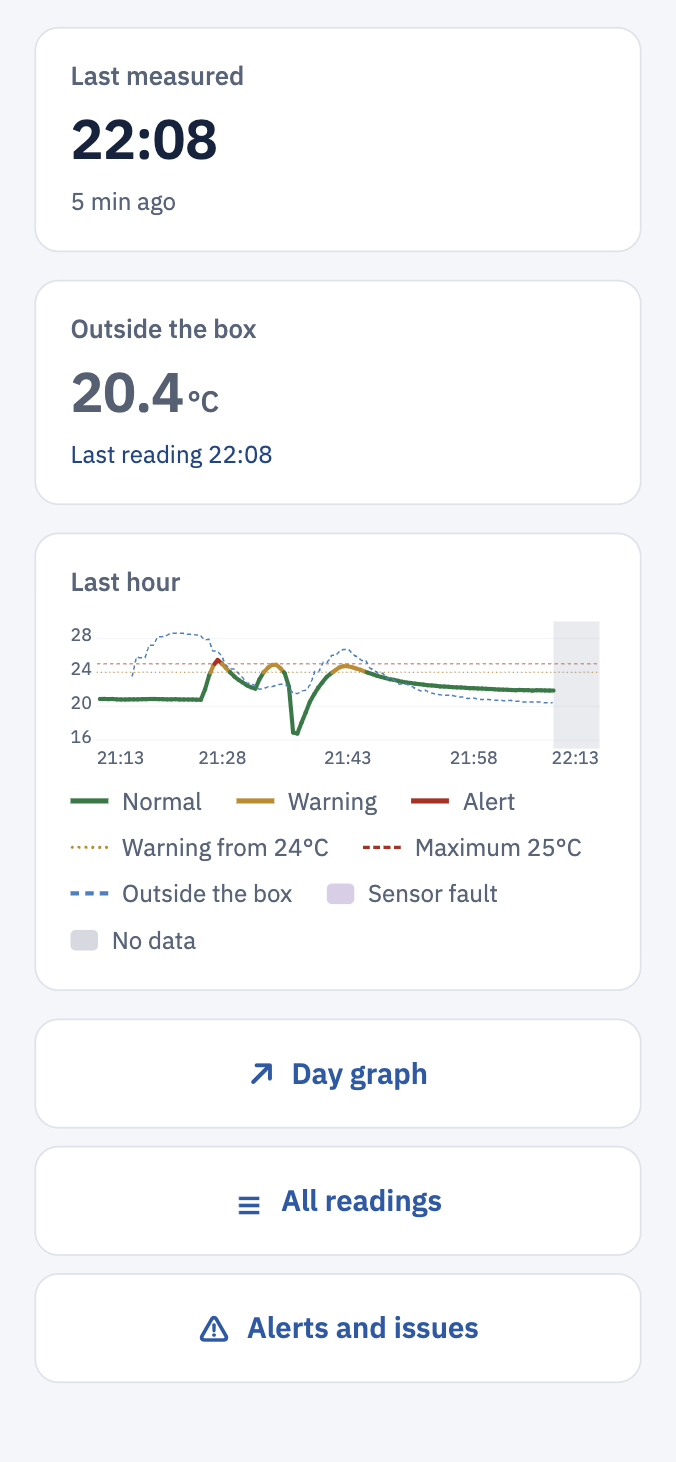 Last measured
22:08
5 min ago
Outside the box
20.4 °C
Last reading 22:08
Last hour
28
24
20
16
21:13 21:28 21:43 21:58 22:13
Normal Warning Alert
Warning from 24°C Maximum 25°C
Outside the box Sensor fault
No data
Day graph
All readings
Alerts and issues